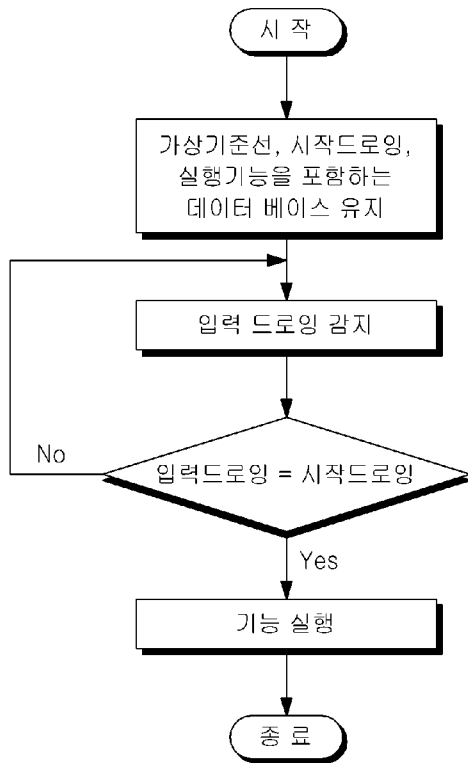 시 작
가상기준선, 시작드로잉,
실행기능을 포함하는
데이터 베이스 유지
입력 드로잉 감지
No
입력드로잉 = 시작드로잉
Yes
기능 실행
종 료